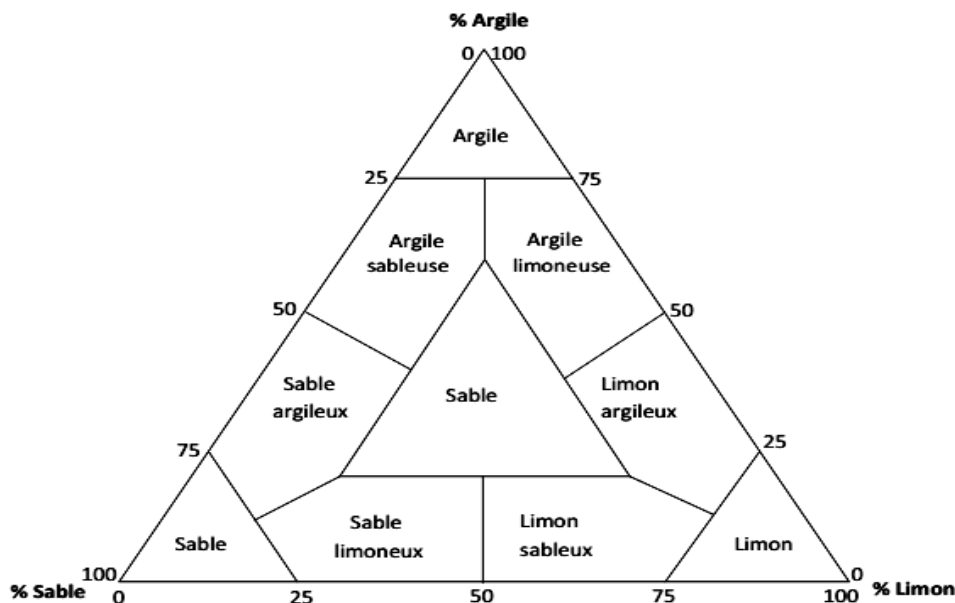 % Argile
0 100
Argile
25 75
Argile
sableuse
Argile
limoneuse
50 50
Sable
argileux
Sable
Limon
argileux
75 25
Sable
Sable
limoneux
Limon
sableux
Limon
100 0
% Sable % Limon
0 25 50 75 100